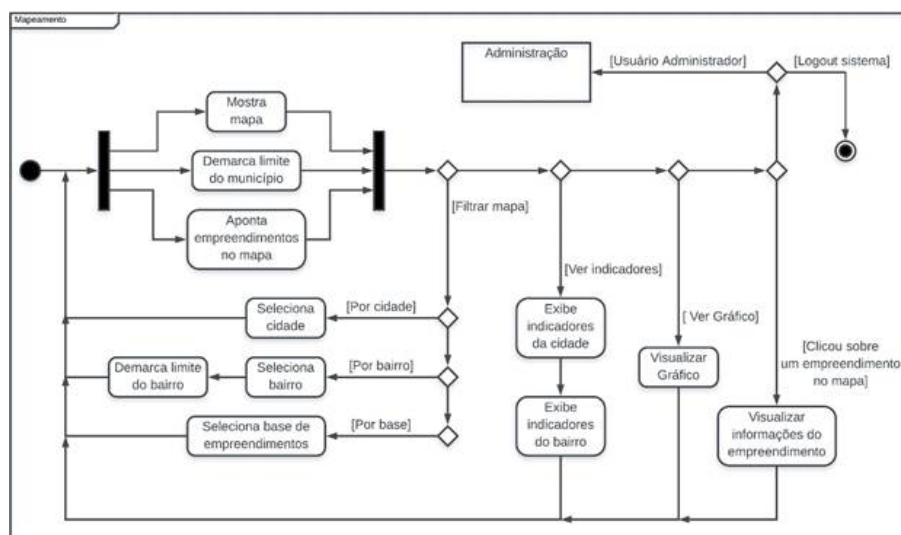 Mapeamento
Administração
[Usuário Administrador]
[Logout sistema]
Mostra
mapa
Demarca limite
do município
Aponta
empreendimentos
no mapa
[Filtrar mapa]
[Ver indicadores]
[ Ver Gráfico]
[Clicou sobre
um empreendimento
no mapa]
Seleciona
cidade
[Por cidade]
Exibe
indicadores
da cidade
Demarca limite
do bairro
Seleciona
bairro
[Por bairro]
Visualizar
Gráfico
Seleciona base de
empreendimentos
[Por base]
Exibe
indicadores
do bairro
Visualizar
informações do
empreendimento